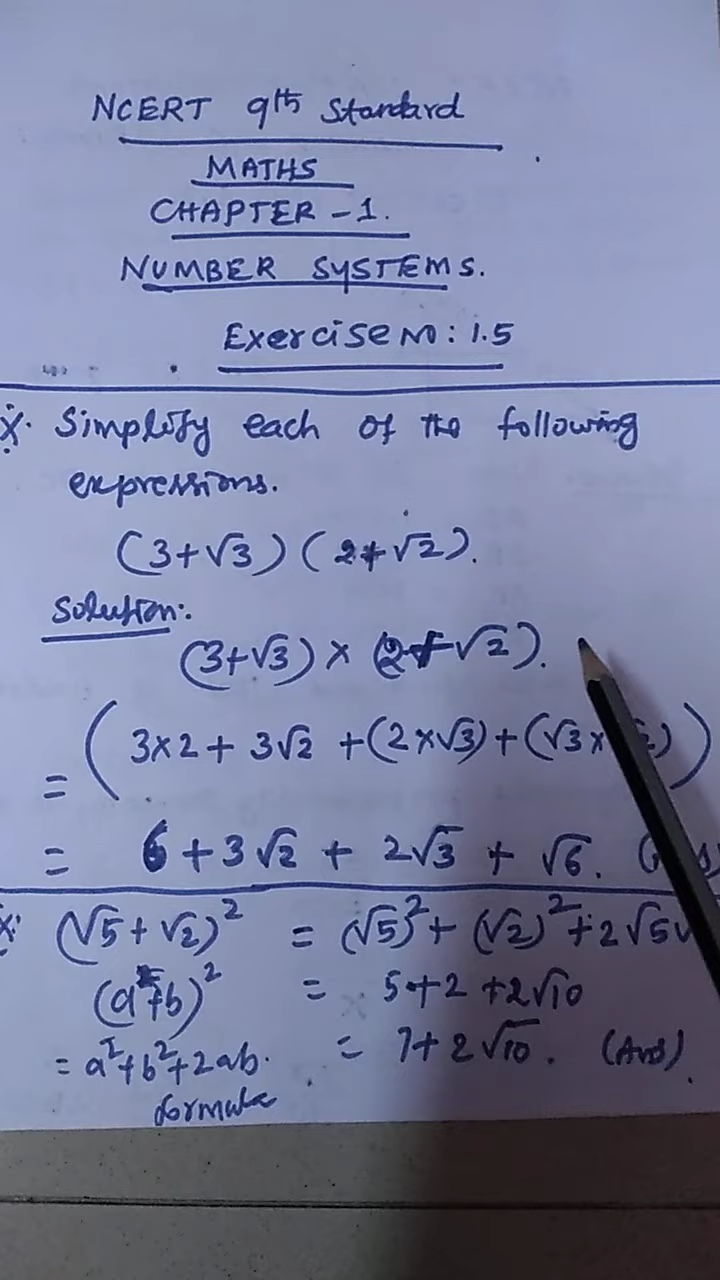 NCERT 9th Standard
MATHS
CHAPTER - 1.
NUMBER SYSTEMS.
Exercise NO: 1.5
X. Simplify each of the following
expressions.
(3+√3) (2+√2).
Solution:
(3+√3) × (2+√2).
= (3×2 + 3√2 + (2×√3) + (√3×
= 6 + 3√2 + 2√3 + √6.
X: (√5+√2)² = (√5)² + (√2)² + 2√5
(a+b)² = 5+2+2√10
= a²+b²+2ab. = 7+2√10. (Ans)
formula